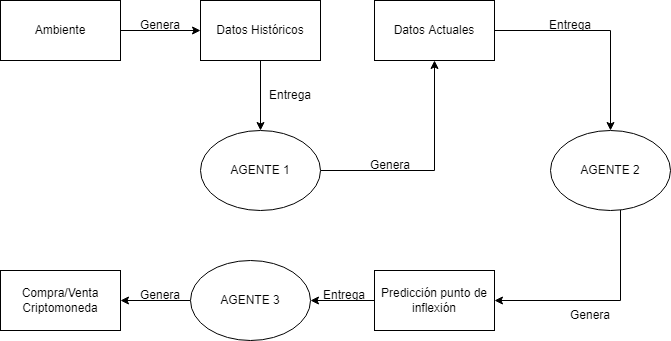 Ambiente
Genera
Datos Históricos
Datos Actuales
Entrega
Entrega
AGENTE 1
Genera
AGENTE 2
Compra/Venta
Criptomoneda
Genera
AGENTE 3
Entrega
Predicción punto de
inflexión
Genera